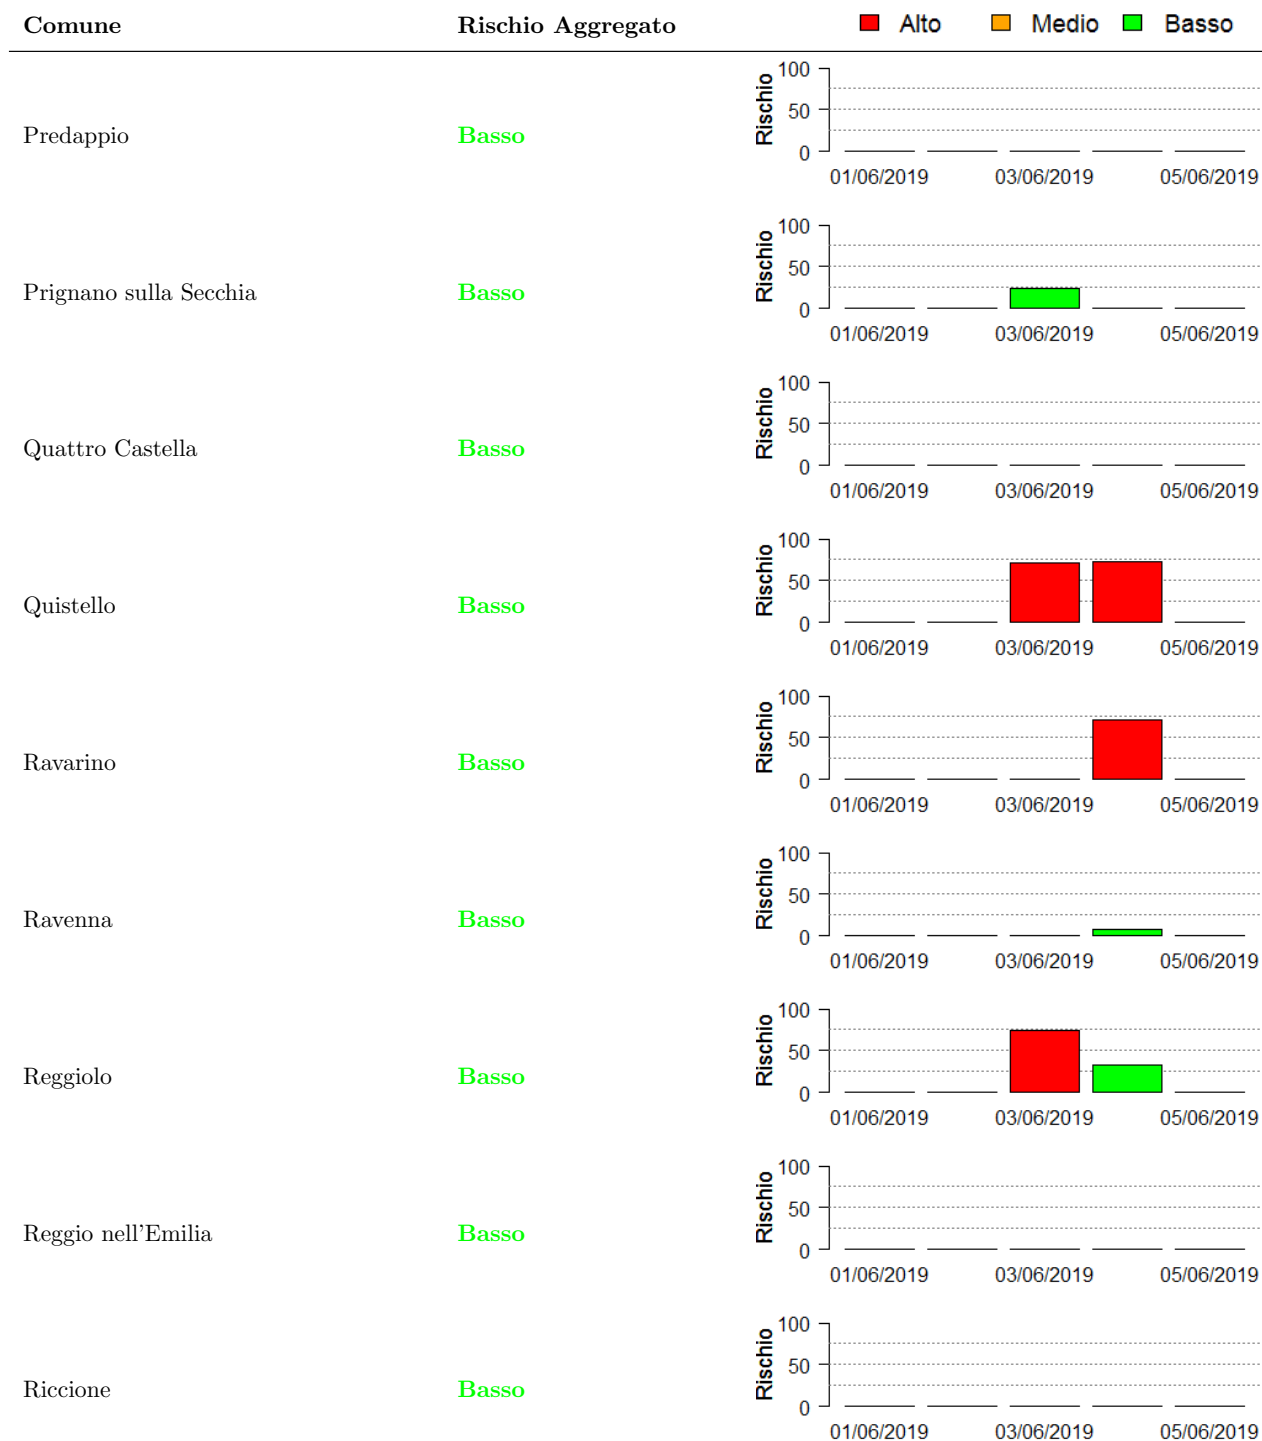 Comune Rischio Aggregato Alto Medio Basso
Predappio Basso
Rischio
100
50
0
01/06/2019 03/06/2019 05/06/2019
Prignano sulla Secchia Basso
Rischio
100
50
0
01/06/2019 03/06/2019 05/06/2019
Quattro Castella Basso
Rischio
100
50
0
01/06/2019 03/06/2019 05/06/2019
Quistello Basso
Rischio
100
50
0
01/06/2019 03/06/2019 05/06/2019
Ravarino Basso
Rischio
100
50
0
01/06/2019 03/06/2019 05/06/2019
Ravenna Basso
Rischio
100
50
0
01/06/2019 03/06/2019 05/06/2019
Reggiolo Basso
Rischio
100
50
0
01/06/2019 03/06/2019 05/06/2019
Reggio nell'Emilia Basso
Rischio
100
50
0
01/06/2019 03/06/2019 05/06/2019
Riccione Basso
Rischio
100
50
0
01/06/2019 03/06/2019 05/06/2019